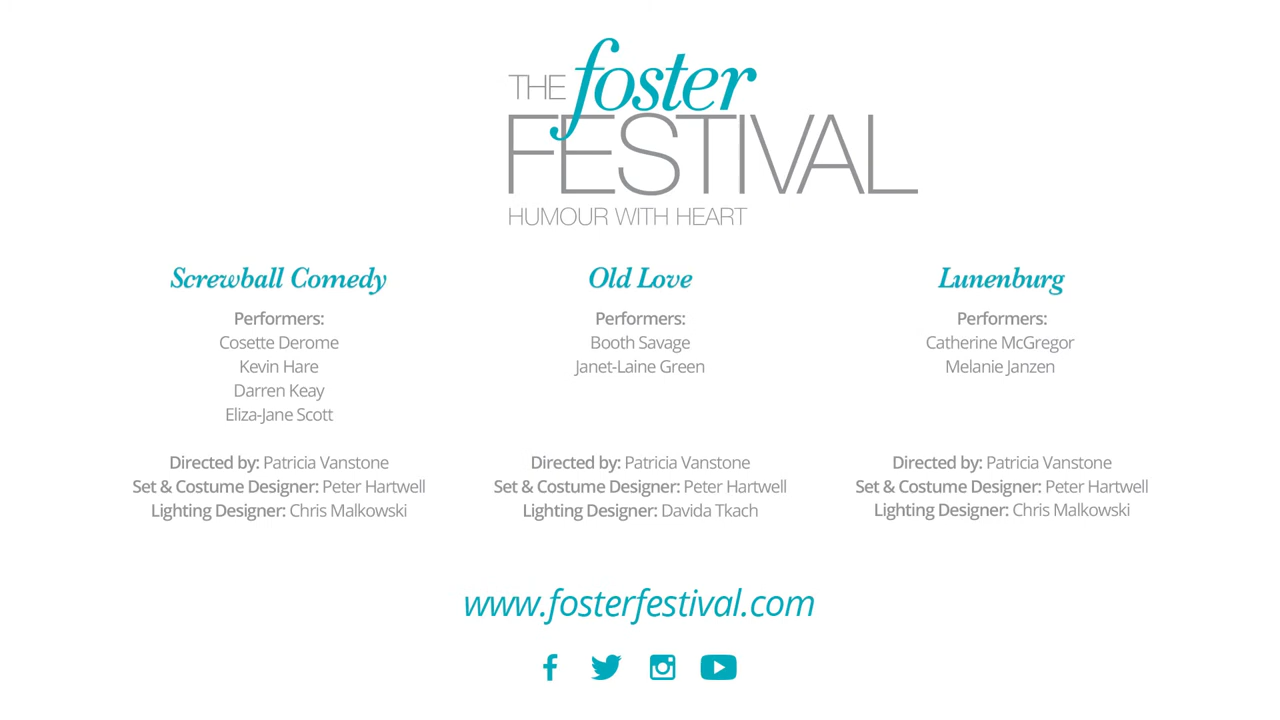 THE foster
FESTIVAL
HUMOUR WITH HEART
Screwball Comedy
Performers:
Cosette Derome
Kevin Hare
Darren Keay
Eliza-Jane Scott
Directed by: Patricia Vanstone
Set & Costume Designer: Peter Hartwell
Lighting Designer: Chris Malkowski
Old Love
Performers:
Booth Savage
Janet-Laine Green
Directed by: Patricia Vanstone
Set & Costume Designer: Peter Hartwell
Lighting Designer: Davida Tkach
Lunenburg
Performers:
Catherine McGregor
Melanie Janzen
Directed by: Patricia Vanstone
Set & Costume Designer: Peter Hartwell
Lighting Designer: Chris Malkowski
www.fosterfestival.com